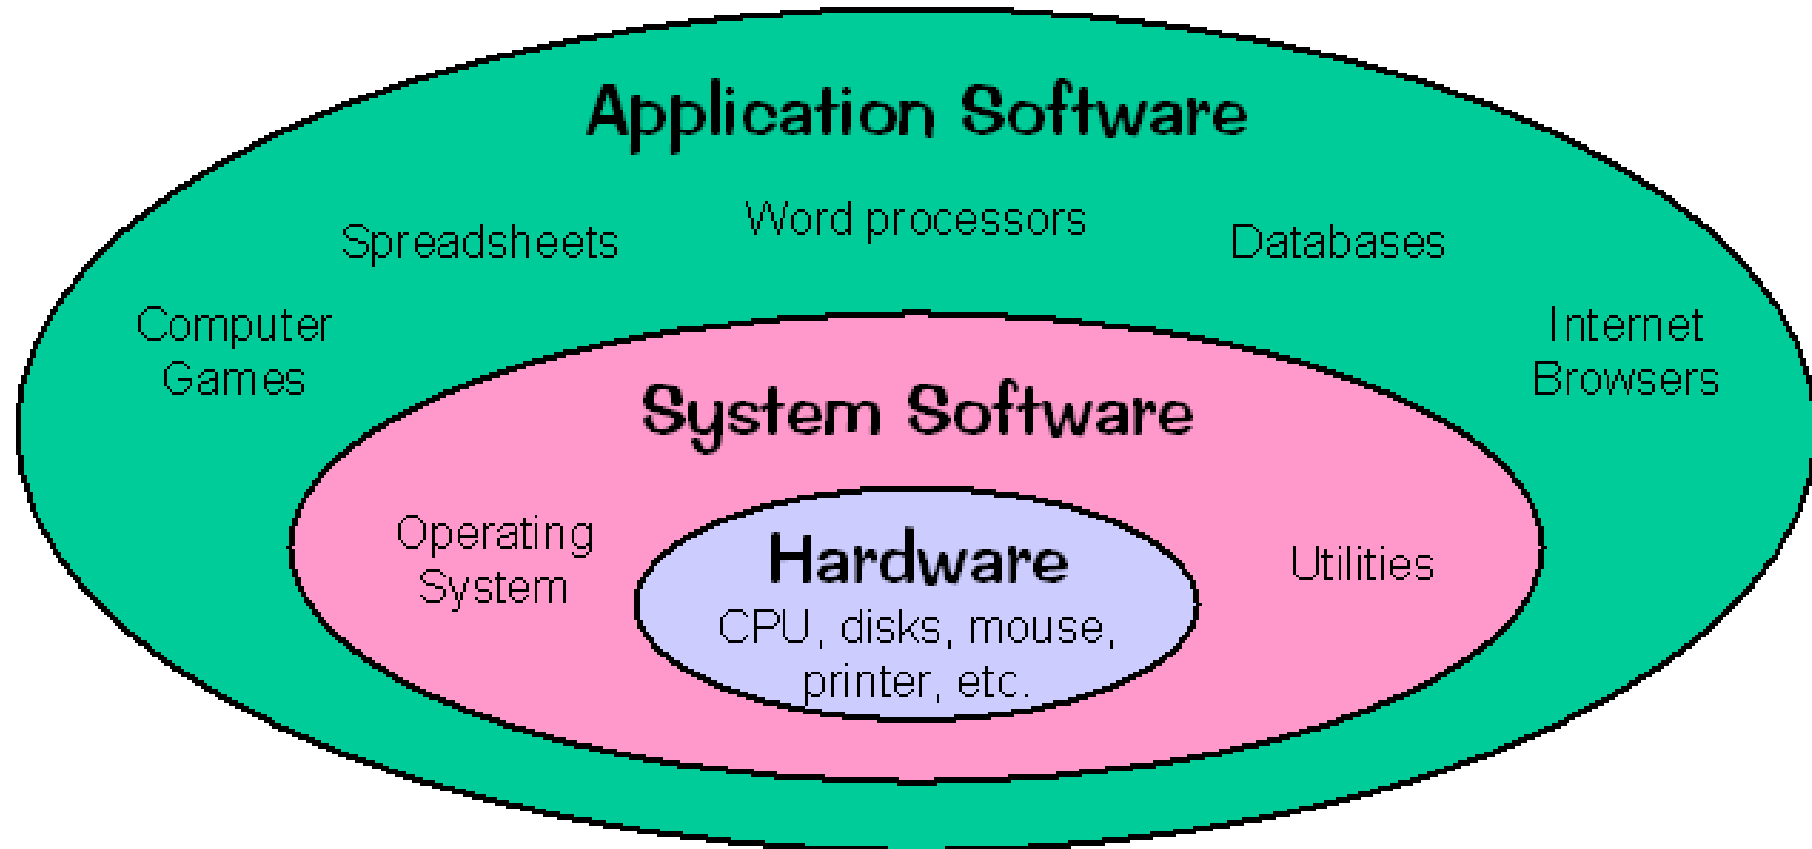 Application Software
Spreadsheets
Word processors
Databases
Computer
Games
Internet
Browsers
System Software
Operating
System
Hardware
CPU, disks, mouse,
printer, etc.
Utilities